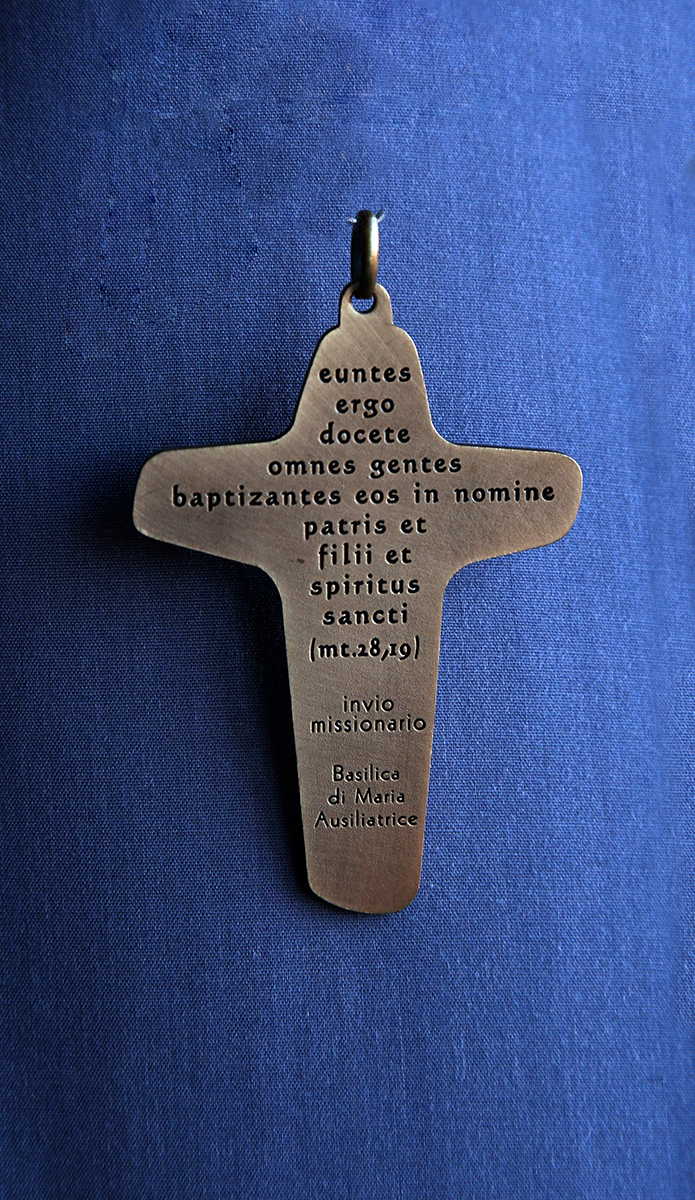 euntes
ergo
docete
omnes gentes
baptizantes eos in nomine
patris et
filii et
spiritus
sancti
(mt.28,19)
invio
missionario
Basilica
di Maria
Ausiliatrice